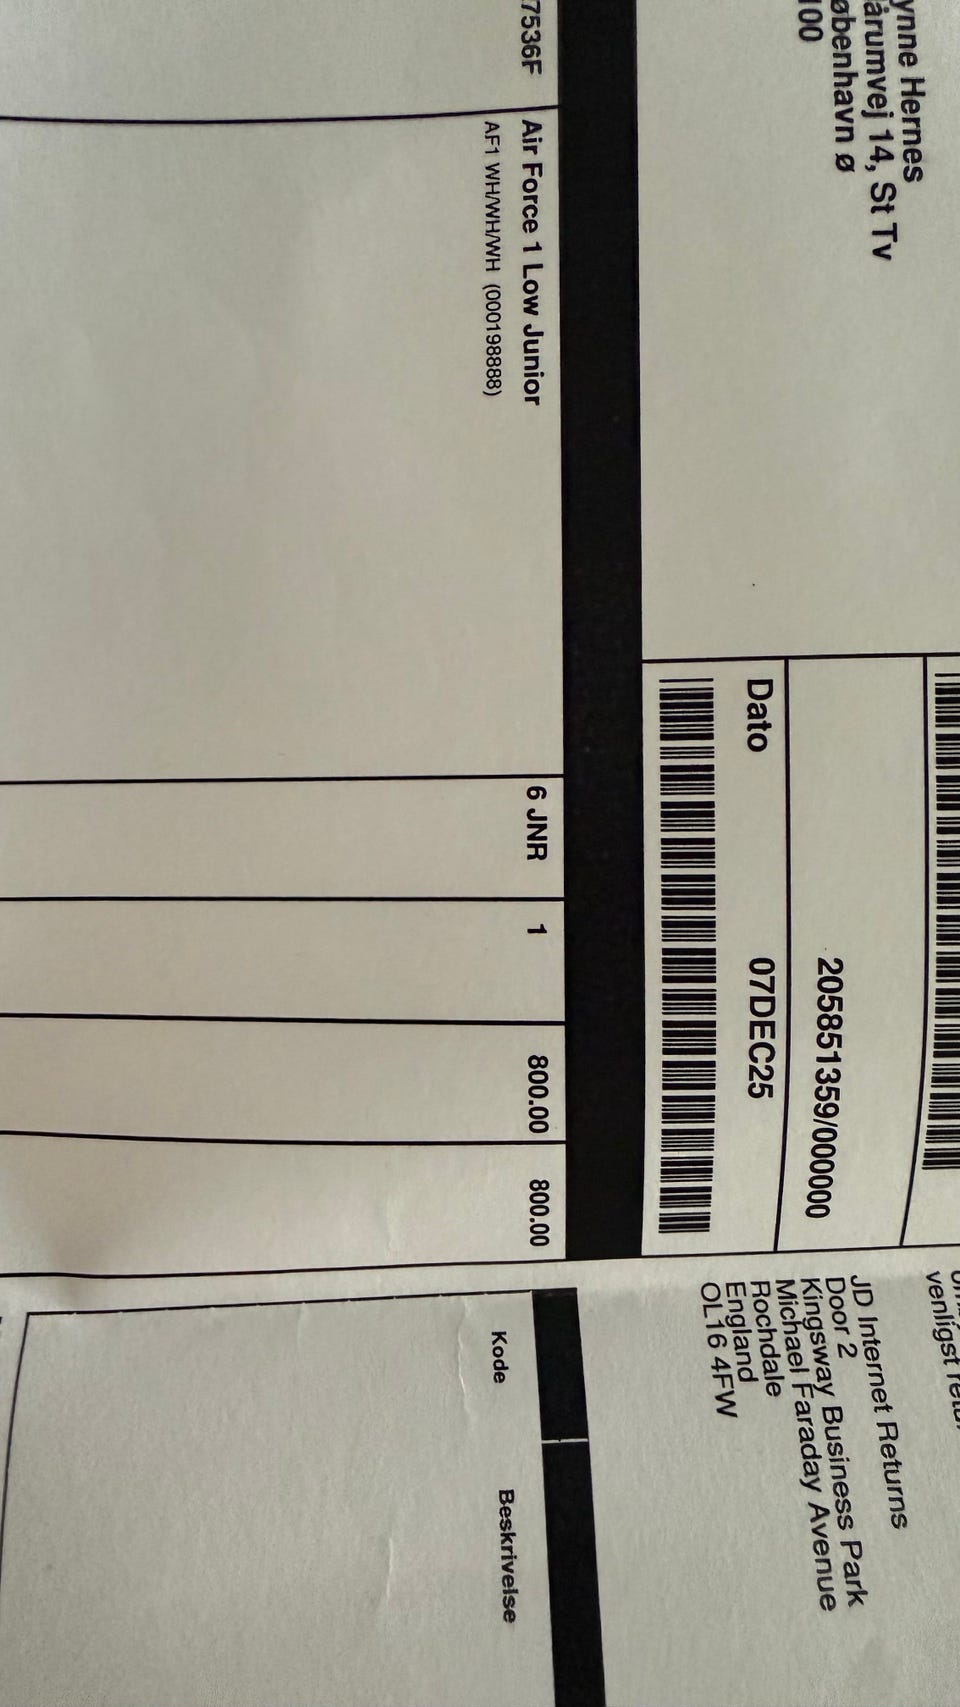 ynne Hernes
årumvej 14, St Tv
øbenhavn ø
100
205851359/000000
Dato 07DEC25
7536F Air Force 1 Low Junior 6 JNR 1 800.00 800.00
AF1 WH/WH/WH (000198888)
venligst
JD Internet Returns
Door 2
Kingsway Business Park
Michael Faraday Avenue
Rochdale
England
OL16 4FW
Kode Beskrivelse